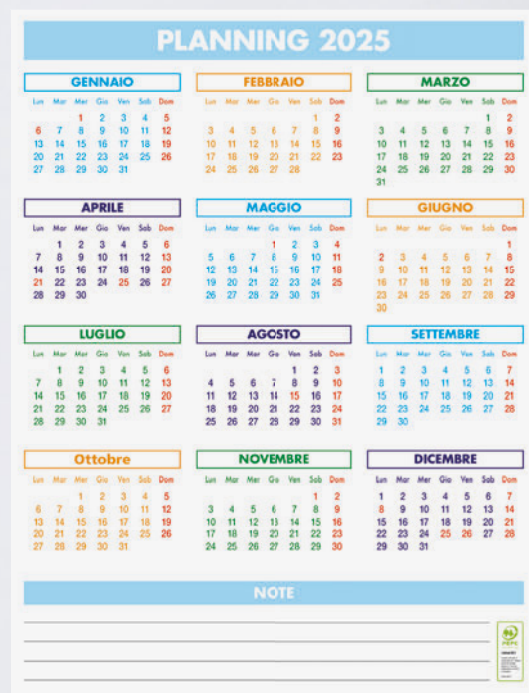 PLANNING 2025
GENNAIO
Lun Mar Mer Gio Ven Sab Dom
1 2 3 4 5
6 7 8 9 10 11 12
13 14 15 16 17 18 19
20 21 22 23 24 25 26
27 28 29 30 31
FEBBRAIO
Lun Mar Mer Gio Ven Sab Dom
1 2
3 4 5 6 7 8 9
10 11 12 13 14 15 16
17 18 19 20 21 22 23
24 25 26 27 28
MARZO
Lun Mar Mer Gio Ven Sab Dom
1 2
3 4 5 6 7 8 9
10 11 12 13 14 15 16
17 18 19 20 21 22 23
24 25 26 27 28 29 30
31
APRILE
Lun Mar Mer Gio Ven Sab Dom
1 2 3 4 5 6
7 8 9 10 11 12 13
14 15 16 17 18 19 20
21 22 23 24 25 26 27
28 29 30
MAGGIO
Lun Mar Mer Gio Ven Sab Dom
1 2 3 4
5 6 7 8 9 10 11
12 13 14 15 16 17 18
19 20 21 22 23 24 25
26 27 28 29 30 31
GIUGNO
Lun Mar Mer Gio Ven Sab Dom
1
2 3 4 5 6 7 8
9 10 11 12 13 14 15
16 17 18 19 20 21 22
23 24 25 26 27 28 29
30
LUGLIO
Lun Mar Mer Gio Ven Sab Dom
1 2 3 4 5 6
7 8 9 10 11 12 13
14 15 16 17 18 19 20
21 22 23 24 25 26 27
28 29 30 31
AGOSTO
Lun Mar Mer Gio Ven Sab Dom
1 2 3
4 5 6 7 8 9 10
11 12 13 14 15 16 17
18 19 20 21 22 23 24
25 26 27 28 29 30 31
SETTEMBRE
Lun Mar Mer Gio Ven Sab Dom
1 2 3 4 5 6 7
8 9 10 11 12 13 14
15 16 17 18 19 20 21
22 23 24 25 26 27 28
29 30
Ottobre
Lun Mar Mer Gio Ven Sab Dom
1 2 3 4 5
6 7 8 9 10 11 12
13 14 15 16 17 18 19
20 21 22 23 24 25 26
27 28 29 30 31
NOVEMBRE
Lun Mar Mer Gio Ven Sab Dom
1 2
3 4 5 6 7 8 9
10 11 12 13 14 15 16
17 18 19 20 21 22 23
24 25 26 27 28 29 30
DICEMBRE
Lun Mar Mer Gio Ven Sab Dom
1 2 3 4 5 6 7
8 9 10 11 12 13 14
15 16 17 18 19 20 21
22 23 24 25 26 27 28
29 30 31
NOTE
PEFC